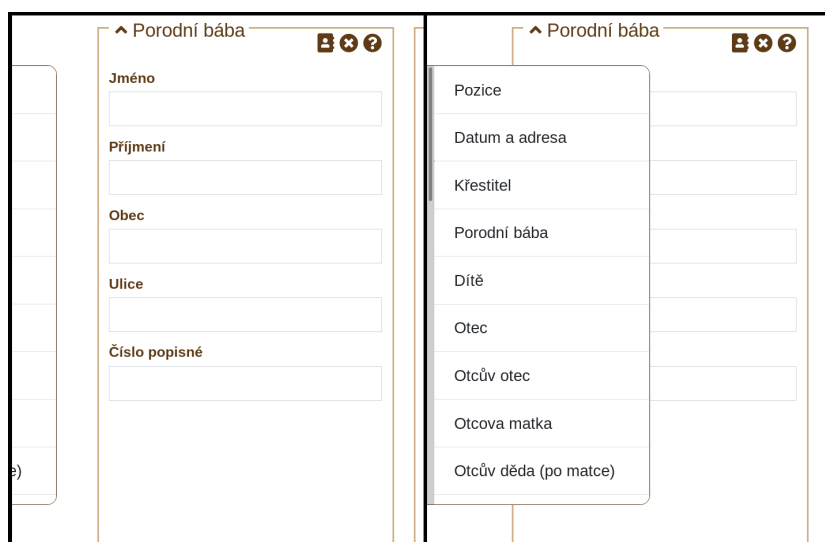 Porodní bába
Jméno
Příjmení
Obec
Ulice
Číslo popisné
e)
Porodní bába
Pozice
Datum a adresa
Křestitel
Porodní bába
Dítě
Otec
Otcův otec
Otcova matka
Otcův děda (po matce)